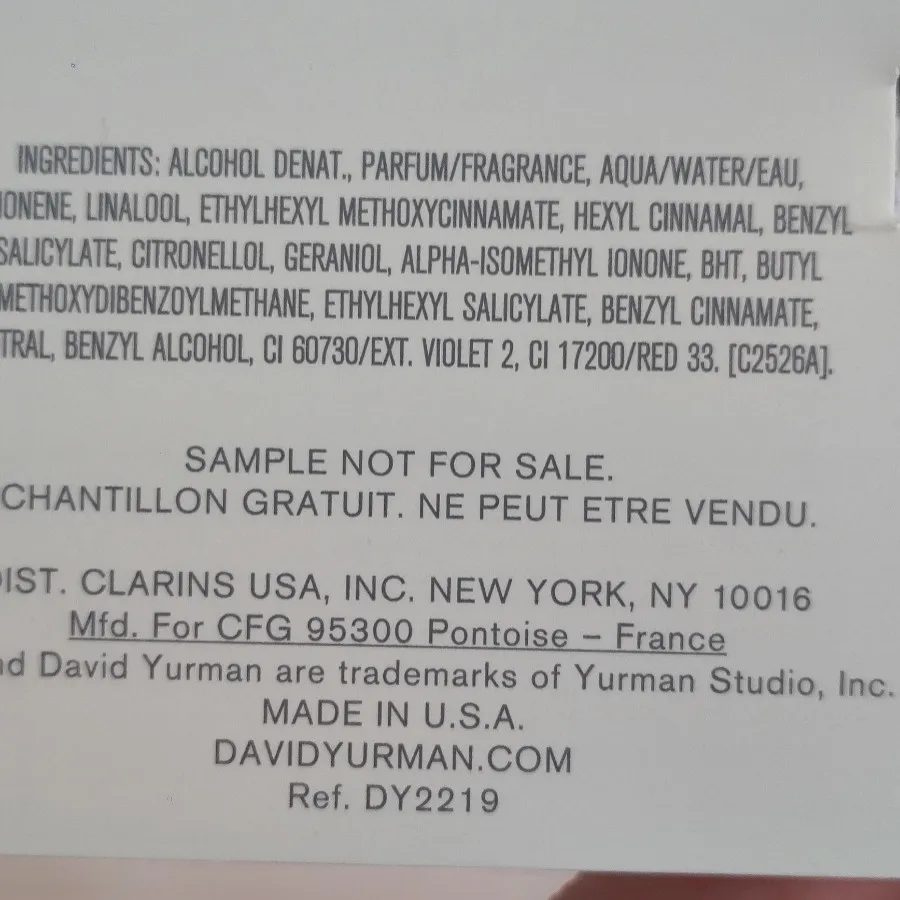 INGREDIENTS: ALCOHOL DENAT., PARFUM/FRAGRANCE, AQUA/WATER/EAU,
IONENE, LINALOOL, ETHYLHEXYL METHOXYCINNAMATE, HEXYL CINNAMAL, BENZYL
SALICYLATE, CITRONELLOL, GERANIOL, ALPHA-ISOMETHYL IONONE, BHT, BUTYL
METHOXYDIBENZOYLMETHANE, ETHYLHEXYL SALICYLATE, BENZYL CINNAMATE,
TRAL, BENZYL ALCOHOL, CI 60730/EXT. VIOLET 2, CI 17200/RED 33. [C2526A].
SAMPLE NOT FOR SALE.
CHANTILLON GRATUIT. NE PEUT ETRE VENDU.
DIST. CLARINS USA, INC. NEW YORK, NY 10016
Mfd. For CFG 95300 Pontoise – France
nd David Yurman are trademarks of Yurman Studio, Inc.
MADE IN U.S.A.
DAVIDYURMAN.COM
Ref. DY2219